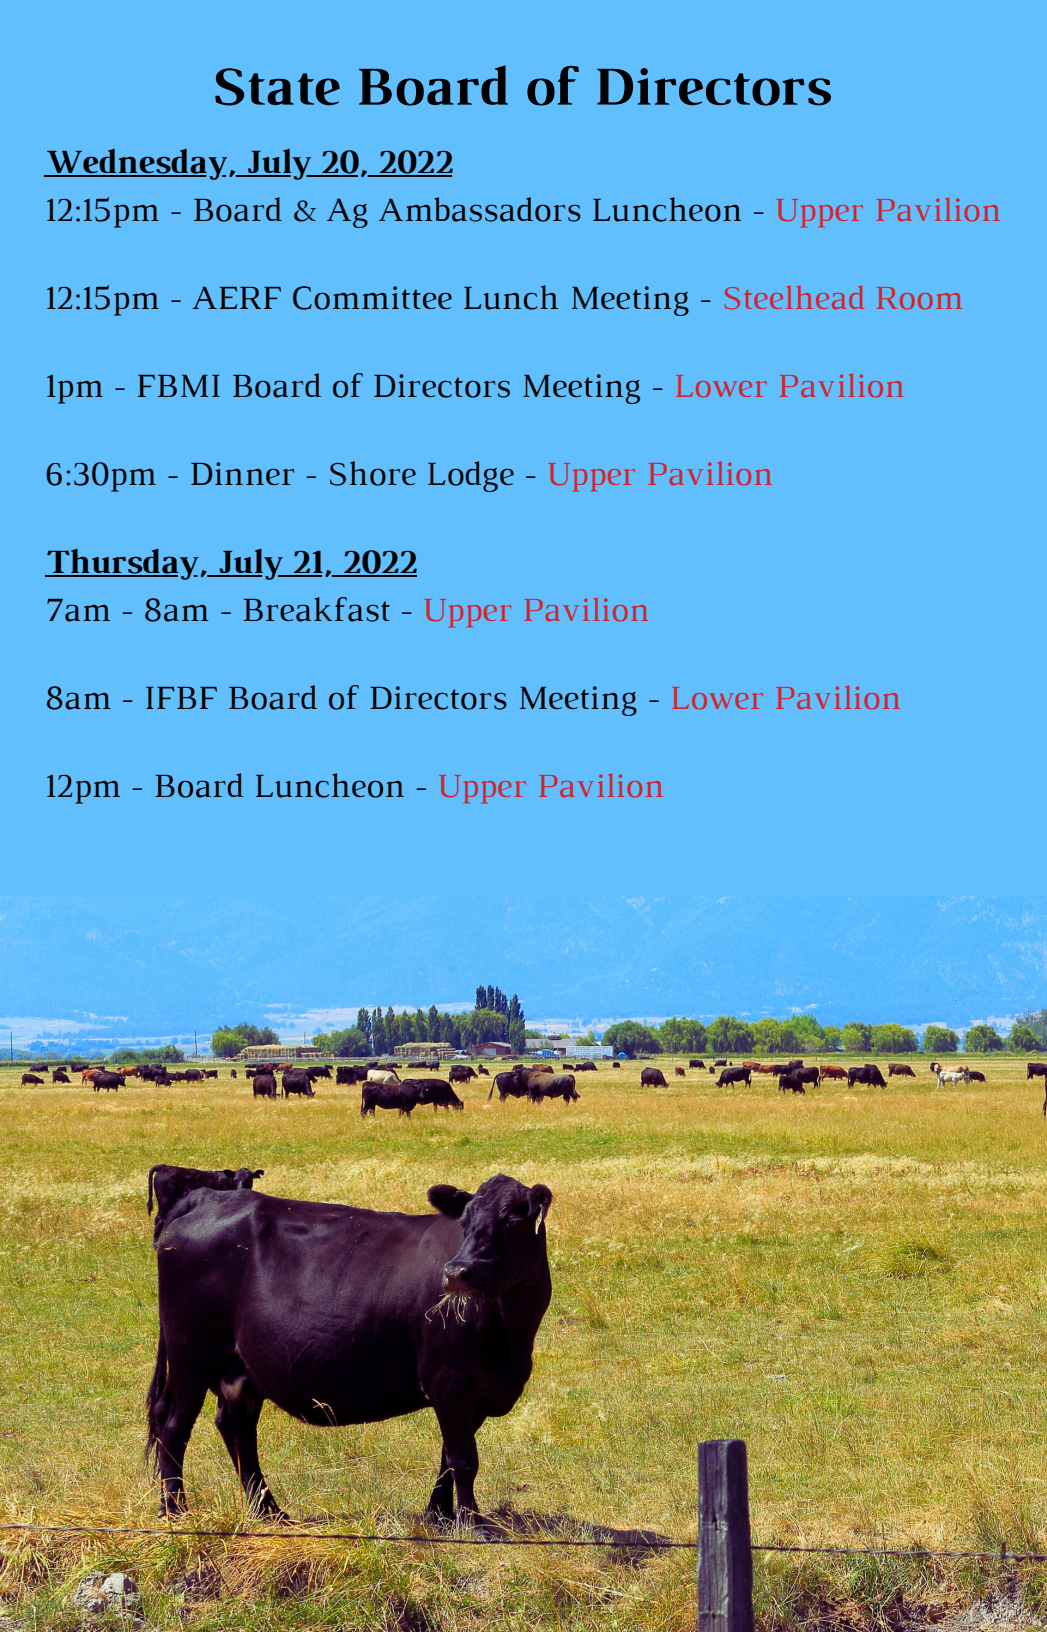 State Board of Directors
Wednesday, July 20, 2022
12:15pm - Board & Ag Ambassadors Luncheon - Upper Pavilion
12:15pm - AERF Committee Lunch Meeting - Steelhead Room
1pm - FBMI Board of Directors Meeting - Lower Pavilion
6:30pm - Dinner - Shore Lodge - Upper Pavilion
Thursday, July 21, 2022
7am - 8am - Breakfast - Upper Pavilion
8am - IFBF Board of Directors Meeting - Lower Pavilion
12pm - Board Luncheon - Upper Pavilion